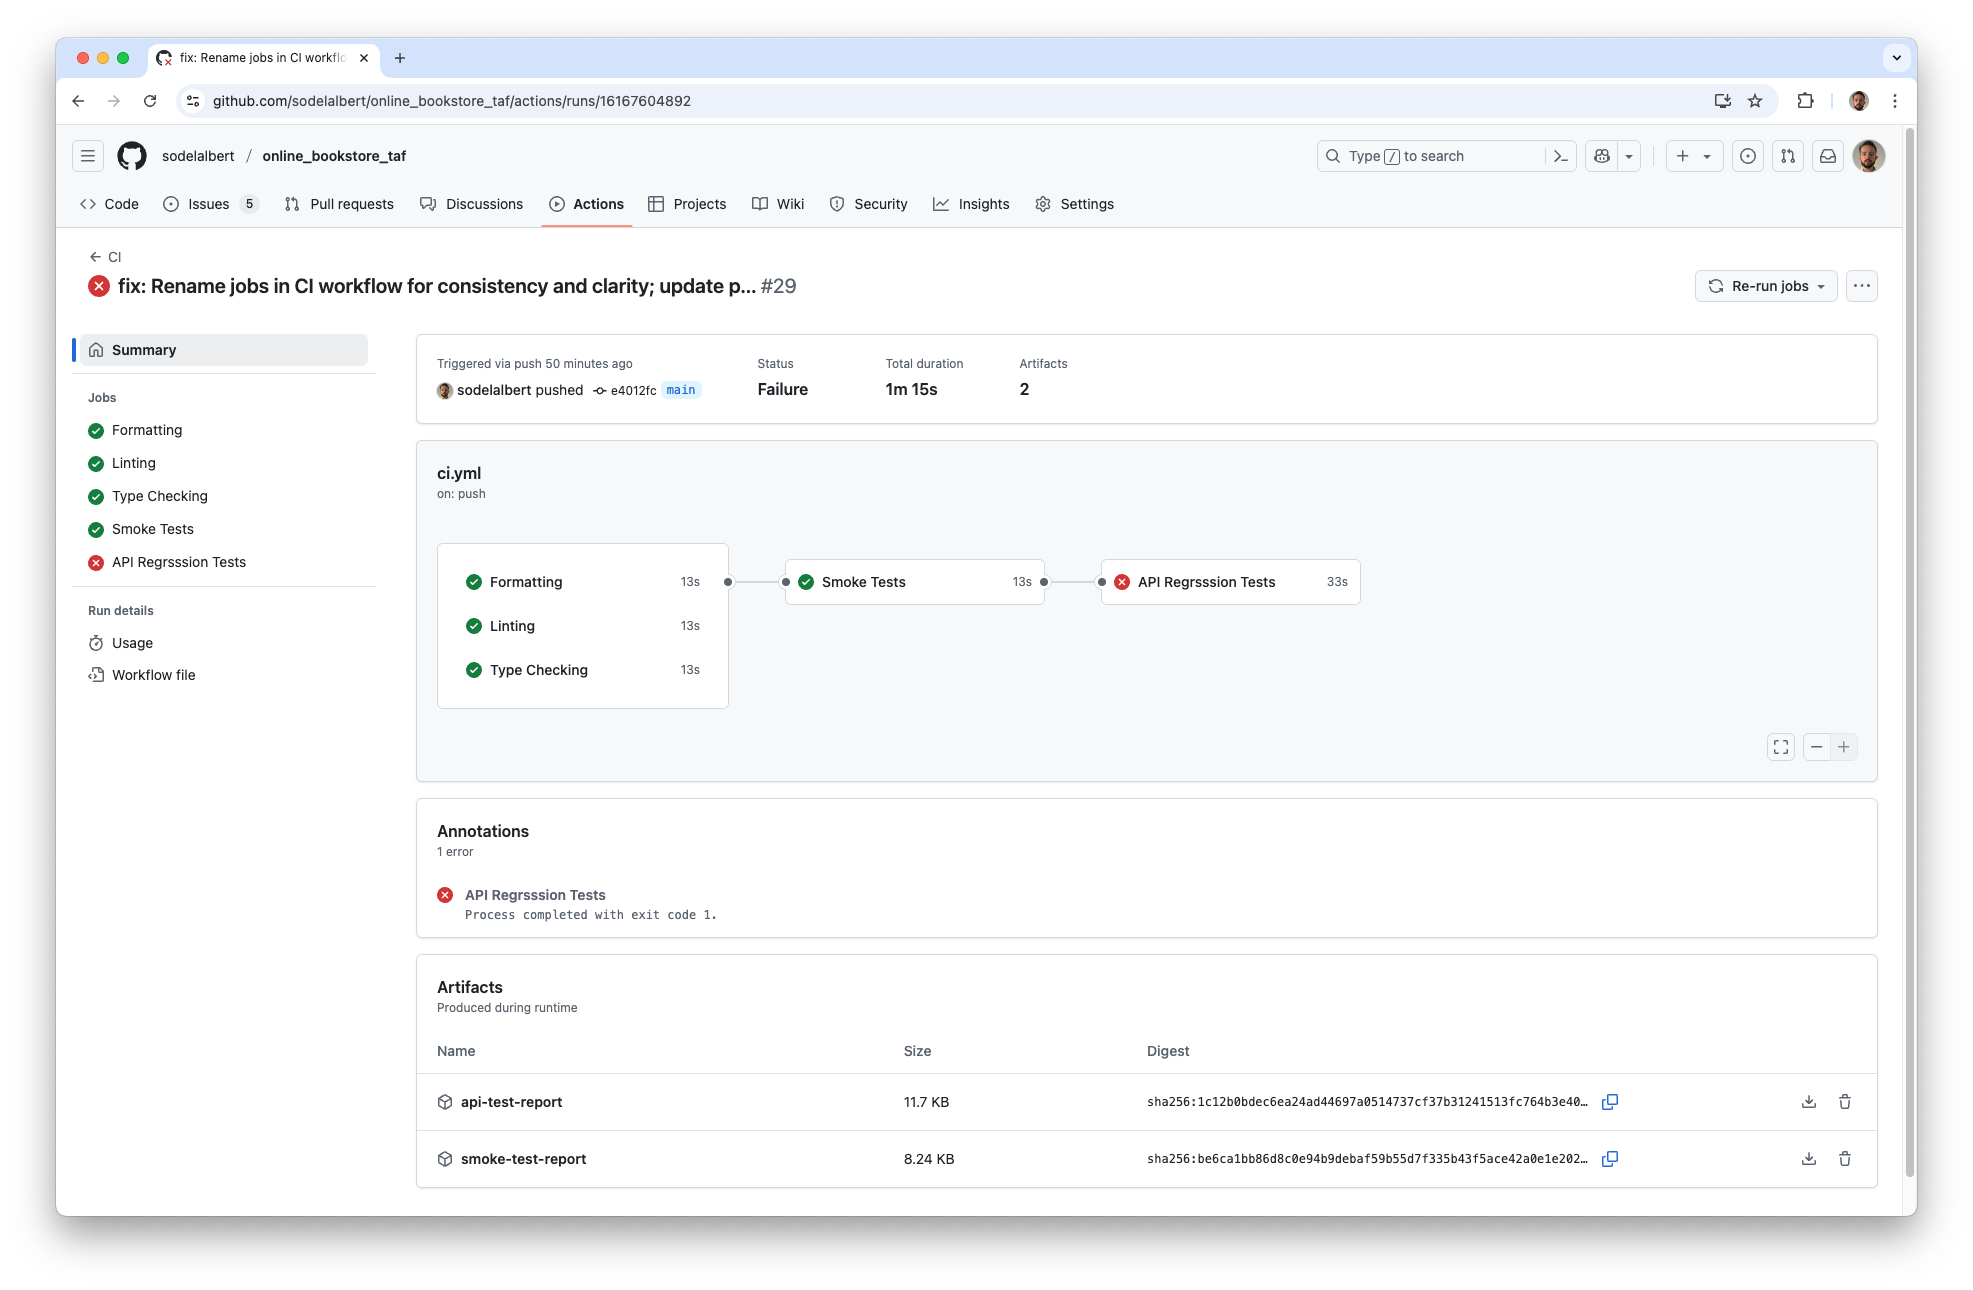 fix: Rename jobs in CI workflo
github.com/sodelalbert/online_bookstore_taf/actions/runs/16167604892
sodelalbert / online_bookstore_taf
Type / to search
Code
Issues 5
Pull requests
Discussions
Actions
Projects
Wiki
Security
Insights
Settings
CI
fix: Rename jobs in CI workflow for consistency and clarity; update p... #29
Re-run jobs
Summary
Jobs
Formatting
Linting
Type Checking
Smoke Tests
API Regrsssion Tests
Run details
Usage
Workflow file
Triggered via push 50 minutes ago
sodelalbert pushed e4012fc main
Status
Failure
Total duration
1m 15s
Artifacts
2
ci.yml
on: push
Formatting 13s
Linting 13s
Type Checking 13s
Smoke Tests 13s
API Regrsssion Tests 33s
Annotations
1 error
API Regrsssion Tests
Process completed with exit code 1.
Artifacts
Produced during runtime
Name Size Digest
api-test-report 11.7 KB sha256:1c12b0bdec6ea24ad44697a0514737cf37b31241513fc764b3e40…
smoke-test-report 8.24 KB sha256:be6ca1bb86d8c0e94b9debaf59b55d7f335b43f5ace42a0e1e202…